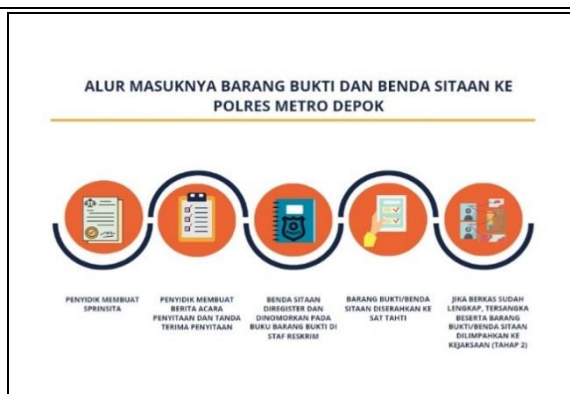 ALUR MASUKNYA BARANG BUKTI DAN BENDA SITAAN KE
POLRES METRO DEPOK
PENYIDIK MEMBUAT
SPRINSITA
PENYIDIK MEMBUAT
BERITA ACARA
PENYITAAN DAN TANDA
TERIMA PENYITAAN
BENDA SITAAN
DIREGISTER DAN
DINOMORKAN PADA
BUKU BARANG BUKTI DI
STAF RESKRIM
BARANG BUKTI/BENDA
SITAAN DISERAHKAN KE
SAT TAHTI
JIKA BERKAS SUDAH
LENGKAP, TERSANGKA
BESERTA BARANG
BUKTI/BENDA SITAAN
DILIMPAHKAN KE
KEJAKSAAN (TAHAP 2)